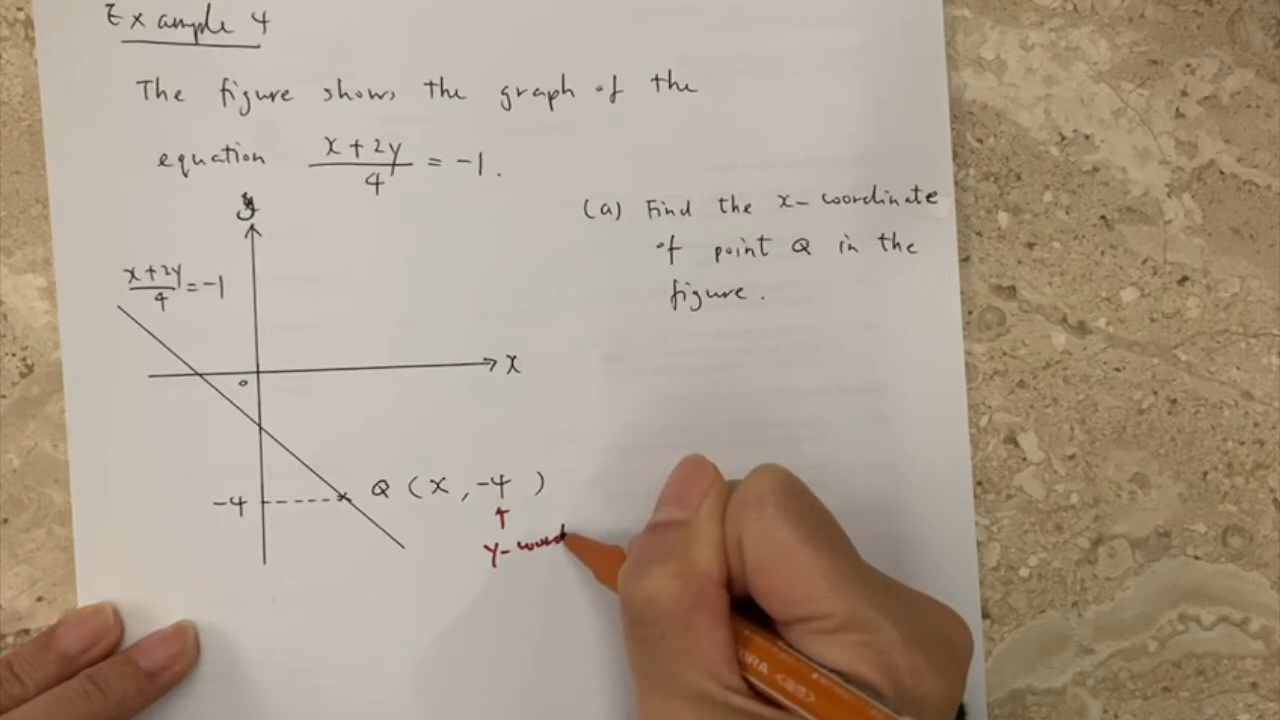 Example 4
The figure shows the graph of the
equation x+2y/4 = -1.
(a) Find the x-coordinate
of point Q in the
figure.
y
x+2y/4 = -1
x
0
-4
Q (x, -4)
↑
y-coord